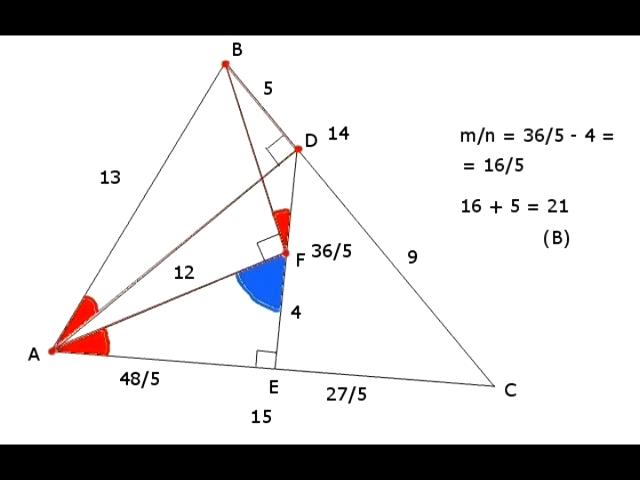 B
5
D 14
m/n = 36/5 - 4 =
= 16/5
13
16 + 5 = 21
(B)
F 36/5
9
12
4
A
48/5
E
27/5
C
15